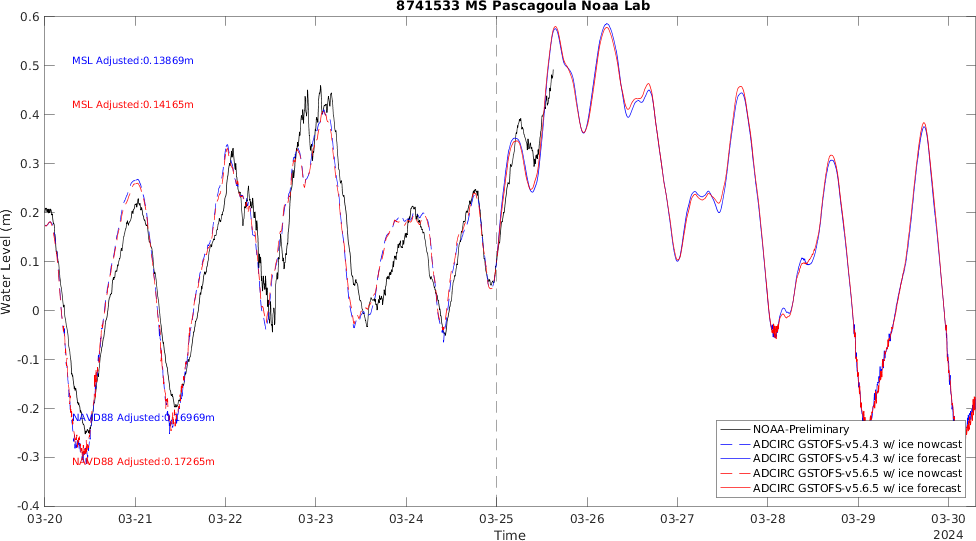 8741533 MS Pascagoula Noaa Lab
Water Level (m)
0.6
0.5
0.4
0.3
0.2
0.1
0
-0.1
-0.2
-0.3
-0.4
MSL Adjusted:0.13869m
MSL Adjusted:0.14165m
NAVD88 Adjusted:0.16969m
NAVD88 Adjusted:0.17265m
NOAA-Preliminary
ADCIRC GSTOFS-v5.4.3 w/ ice nowcast
ADCIRC GSTOFS-v5.4.3 w/ ice forecast
ADCIRC GSTOFS-v5.6.5 w/ ice nowcast
ADCIRC GSTOFS-v5.6.5 w/ ice forecast
03-20 03-21 03-22 03-23 03-24 03-25 03-26 03-27 03-28 03-29 03-30
2024
Time